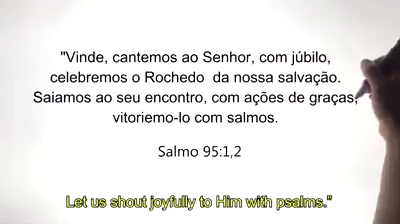 "Vinde, cantemos ao Senhor, com júbilo,
celebremos o Rochedo da nossa salvação.
Saiamos ao seu encontro, com ações de graças,
vitoriemo-lo com salmos.
Salmo 95:1,2
Let us shout joyfully to Him with psalms."